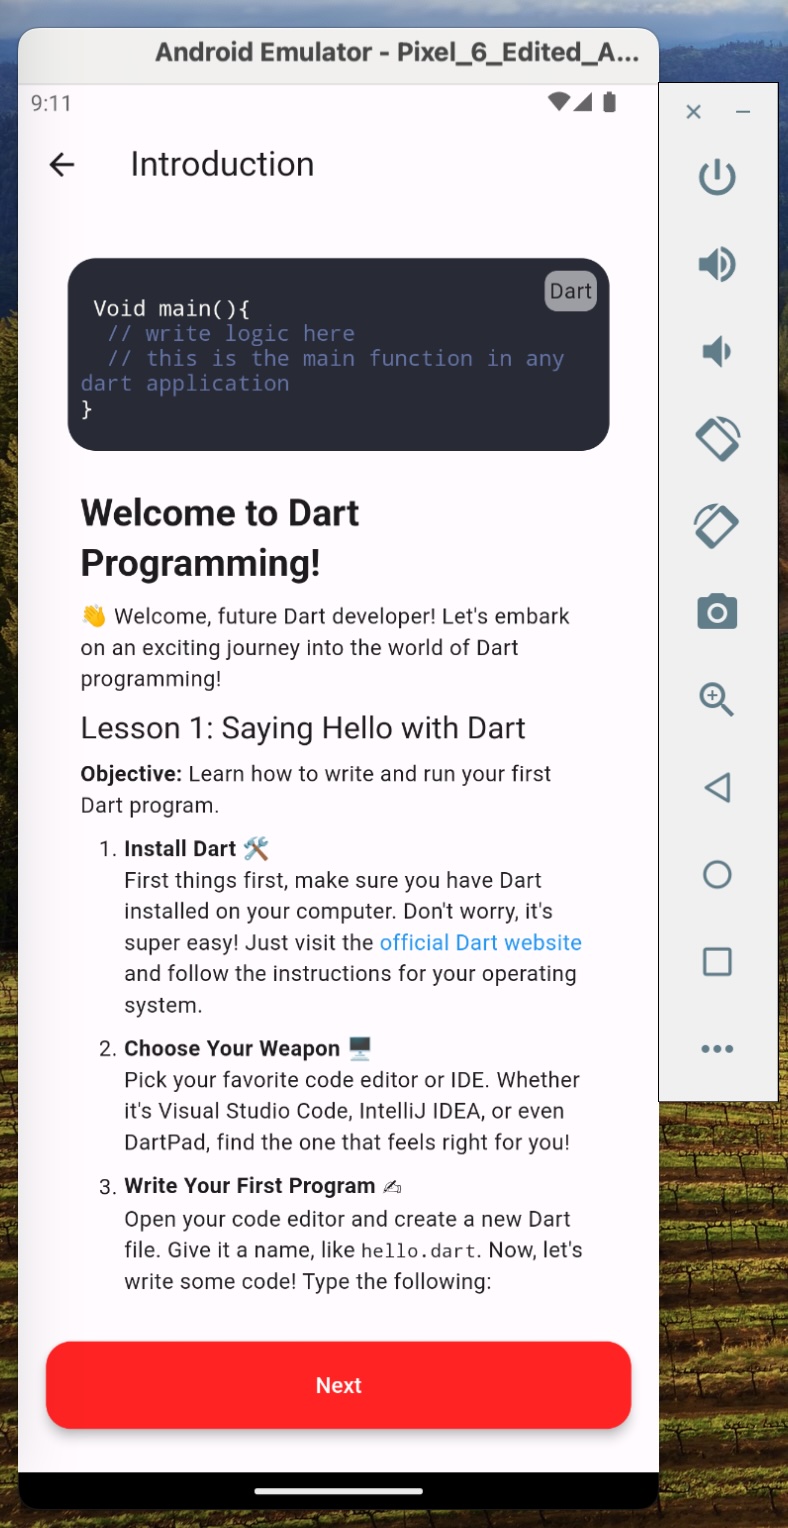 Android Emulator - Pixel_6_Edited_A...
9:11
Introduction
Dart
Void main(){
// write logic here
// this is the main function in any
dart application
}
Welcome to Dart
Programming!
👋 Welcome, future Dart developer! Let's embark
on an exciting journey into the world of Dart
programming!
Lesson 1: Saying Hello with Dart
Objective: Learn how to write and run your first
Dart program.
1. Install Dart 🛠️
First things first, make sure you have Dart
installed on your computer. Don't worry, it's
super easy! Just visit the official Dart website
and follow the instructions for your operating
system.
2. Choose Your Weapon 🖥️
Pick your favorite code editor or IDE. Whether
it's Visual Studio Code, IntelliJ IDEA, or even
DartPad, find the one that feels right for you!
3. Write Your First Program ✍
Open your code editor and create a new Dart
file. Give it a name, like hello.dart. Now, let's
write some code! Type the following:
Next